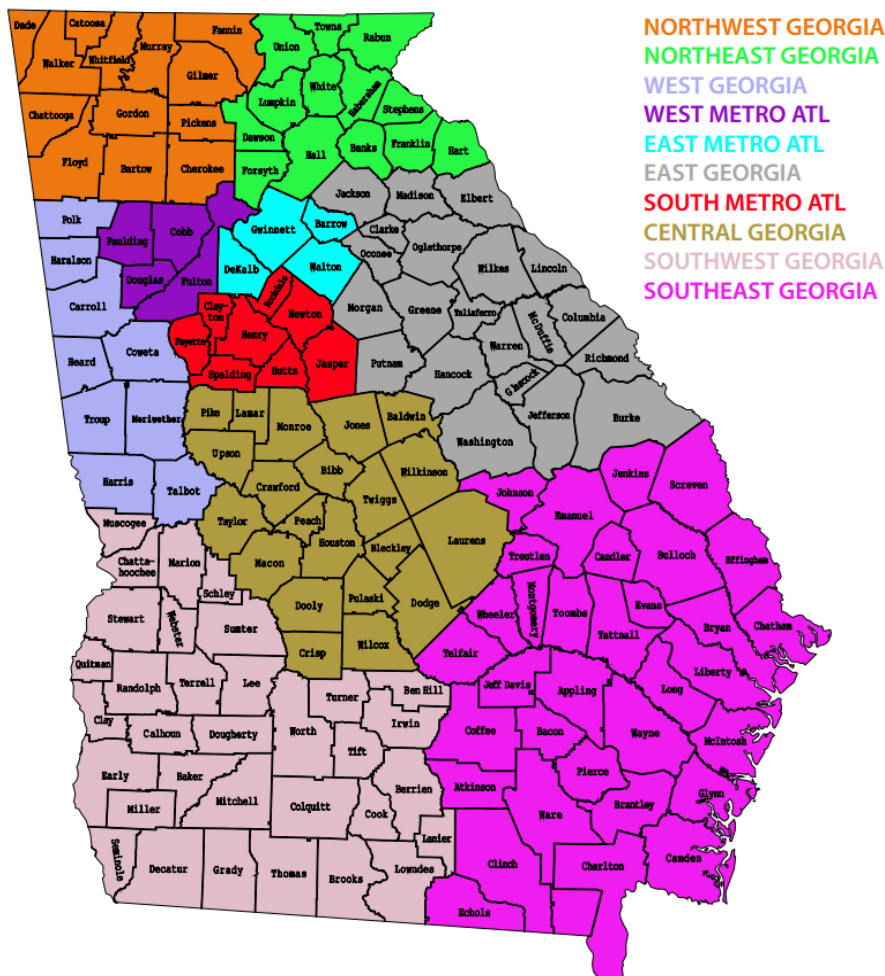 NORTHWEST GEORGIA
NORTHEAST GEORGIA
WEST GEORGIA
WEST METRO ATL
EAST METRO ATL
EAST GEORGIA
SOUTH METRO ATL
CENTRAL GEORGIA
SOUTHWEST GEORGIA
SOUTHEAST GEORGIA
Dade
Catoosa
Walker
Whitfield
Murray
Fannin
Gilmer
Chattooga
Gordon
Pickens
Floyd
Bartow
Cherokee
Union
Towns
Rabun
Lumpkin
White
Habersham
Stephens
Dawson
Forsyth
Hall
Banks
Franklin
Hart
Polk
Haralson
Carroll
Heard
Coweta
Troup
Meriwether
Harris
Talbot
Paulding
Cobb
Douglas
Fulton
Gwinnett
Barrow
DeKalb
Walton
Jackson
Madison
Elbert
Clarke
Oconee
Oglethorpe
Wilkes
Lincoln
Morgan
Greene
Taliaferro
McDuffie
Columbia
Putnam
Hancock
Warren
Glascock
Richmond
Washington
Jefferson
Burke
Clay-
ton
Rockdale
Newton
Fayette
Henry
Spalding
Butts
Jasper
Pike
Lamar
Monroe
Jones
Baldwin
Upson
Bibb
Wilkinson
Crawford
Twiggs
Taylor
Peach
Houston
Bleckley
Laurens
Macon
Dooly
Pulaski
Dodge
Crisp
Wilcox
Muscogee
Chatta-
hoochee
Marion
Schley
Stewart
Webster
Sumter
Quitman
Randolph
Terrell
Lee
Turner
Ben Hill
Clay
Calhoun
Dougherty
Worth
Irwin
Tift
Early
Baker
Mitchell
Berrien
Miller
Colquitt
Cook
Lanier
Seminole
Decatur
Grady
Thomas
Brooks
Lowndes
Johnson
Emanuel
Jenkins
Screven
Treutlen
Candler
Bulloch
Effingham
Wheeler
Montgomery
Toombs
Evans
Tattnall
Bryan
Chatham
Telfair
Jeff Davis
Appling
Long
Liberty
Coffee
Bacon
Wayne
McIntosh
Pierce
Atkinson
Ware
Brantley
Glynn
Clinch
Charlton
Camden
Echols